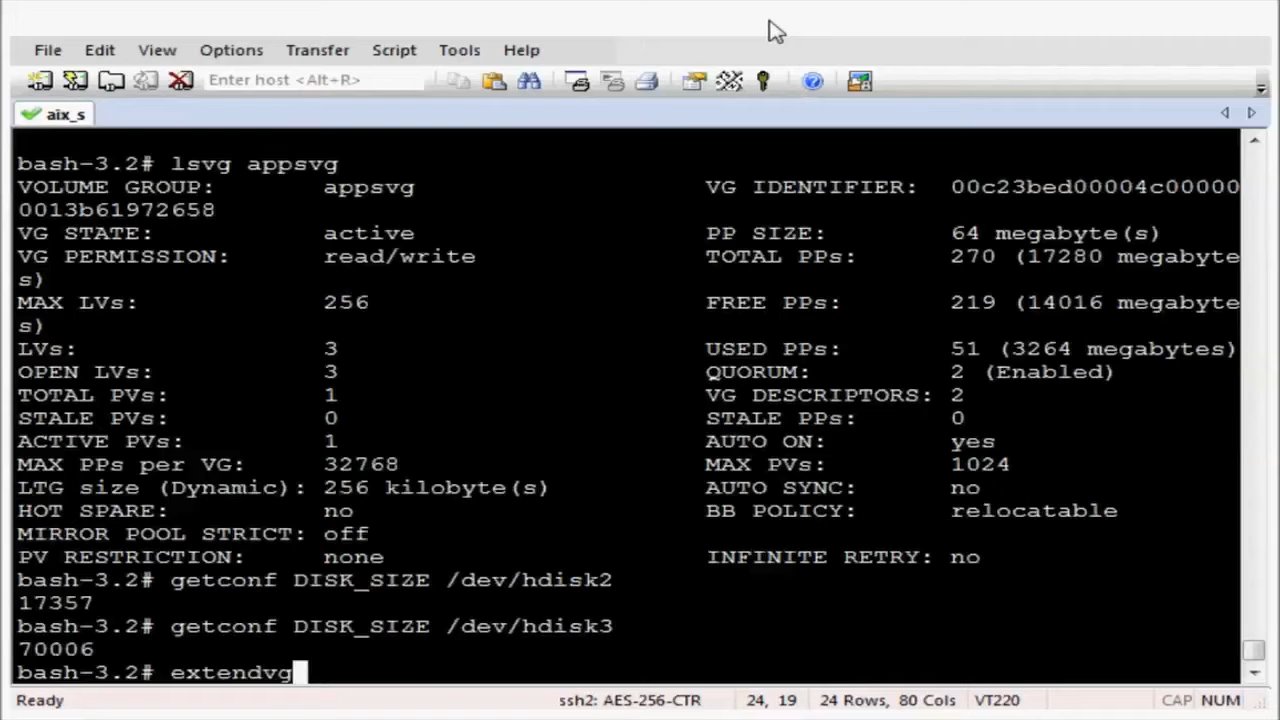 File Edit View Options Transfer Script Tools Help
Enter host <Alt+R>
aix_s
bash-3.2# lsvg appsvg
VOLUME GROUP: appsvg VG IDENTIFIER: 00c23bed00004c00000
0013b61972658
VG STATE: active PP SIZE: 64 megabyte(s)
VG PERMISSION: read/write TOTAL PPs: 270 (17280 megabyte
s)
MAX LVs: 256 FREE PPs: 219 (14016 megabyte
s)
LVs: 3 USED PPs: 51 (3264 megabytes)
OPEN LVs: 3 QUORUM: 2 (Enabled)
TOTAL PVs: 1 VG DESCRIPTORS: 2
STALE PVs: 0 STALE PPs: 0
ACTIVE PVs: 1 AUTO ON: yes
MAX PPs per VG: 32768 MAX PVs: 1024
LTG size (Dynamic): 256 kilobyte(s) AUTO SYNC: no
HOT SPARE: no BB POLICY: relocatable
MIRROR POOL STRICT: off
PV RESTRICTION: none INFINITE RETRY: no
bash-3.2# getconf DISK_SIZE /dev/hdisk2
17357
bash-3.2# getconf DISK_SIZE /dev/hdisk3
70006
bash-3.2# extendvg
Ready ssh2: AES-256-CTR 24, 19 24 Rows, 80 Cols VT220 CAP NUM